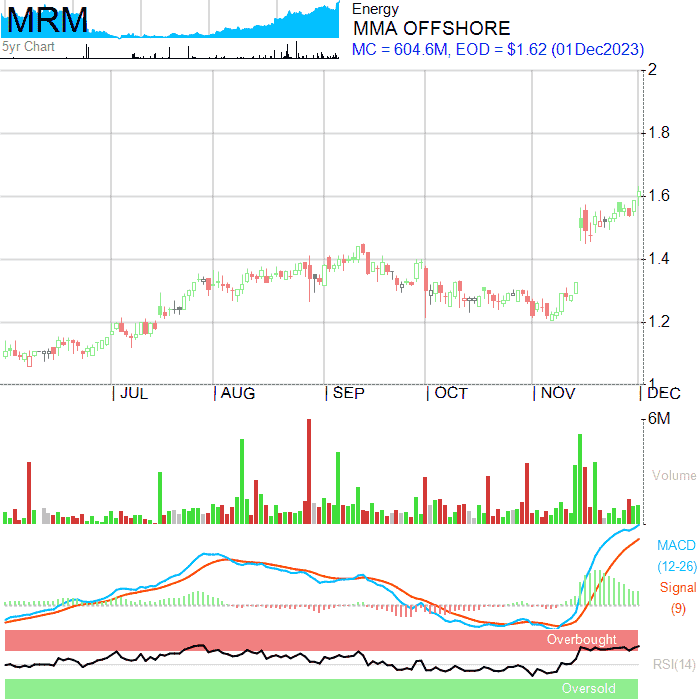 MRM
Energy
MMA OFFSHORE
5yr Chart
MC = 604.6M, EOD = $1.62 (01Dec2023)
2
1.8
1.6
1.4
1.2
1
JUL AUG SEP OCT NOV DEC
6M
Volume
MACD
(12-26)
Signal
(9)
Overbought
RSI(14)
Oversold